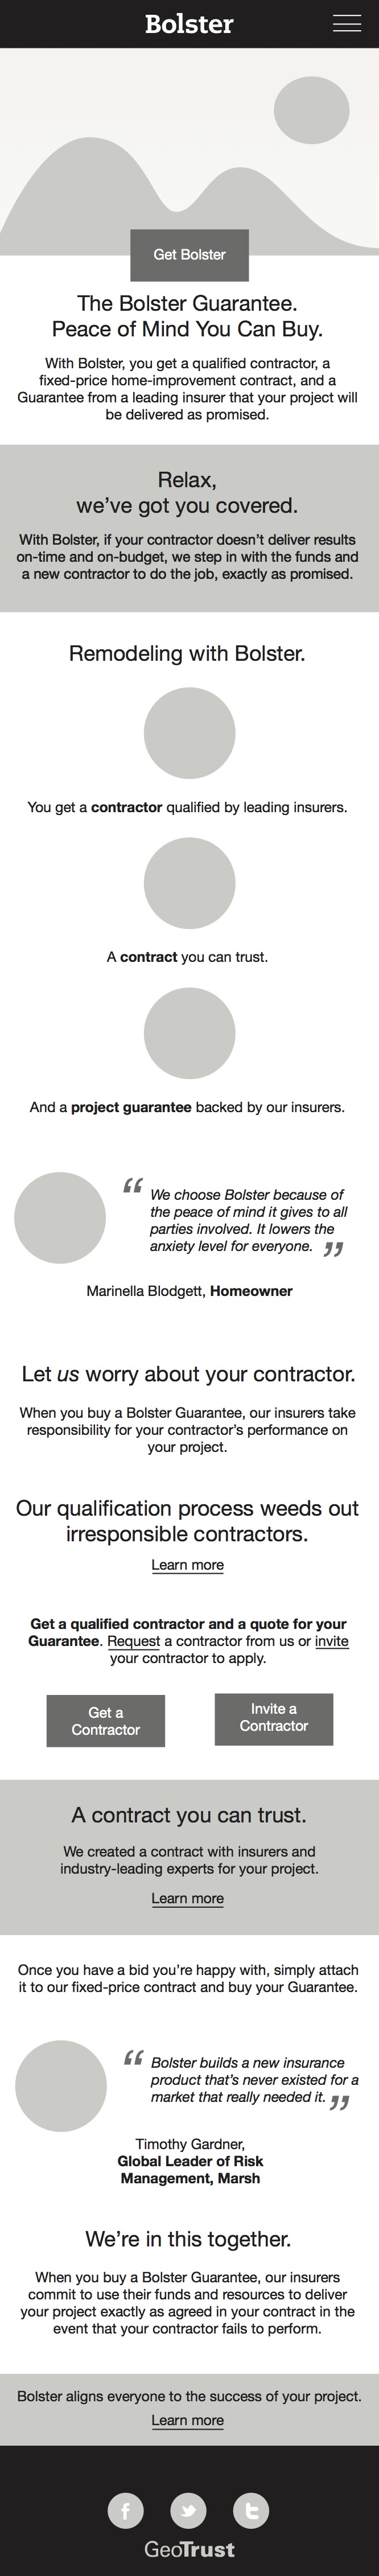 Bolster
Get Bolster
The Bolster Guarantee.
Peace of Mind You Can Buy.
With Bolster, you get a qualified contractor, a
fixed-price home-improvement contract, and a
Guarantee from a leading insurer that your project will
be delivered as promised.
Relax,
we’ve got you covered.
With Bolster, if your contractor doesn’t deliver results
on-time and on-budget, we step in with the funds and
a new contractor to do the job, exactly as promised.
Remodeling with Bolster.
You get a contractor qualified by leading insurers.
A contract you can trust.
And a project guarantee backed by our insurers.
“ We choose Bolster because of
the peace of mind it gives to all
parties involved. It lowers the
anxiety level for everyone. ”
Marinella Blodgett, Homeowner
Let us worry about your contractor.
When you buy a Bolster Guarantee, our insurers take
responsibility for your contractor’s performance on
your project.
Our qualification process weeds out
irresponsible contractors.
Learn more
Get a qualified contractor and a quote for your
Guarantee. Request a contractor from us or invite
your contractor to apply.
Get a
Contractor
Invite a
Contractor
A contract you can trust.
We created a contract with insurers and
industry-leading experts for your project.
Learn more
Once you have a bid you’re happy with, simply attach
it to our fixed-price contract and buy your Guarantee.
“ Bolster builds a new insurance
product that’s never existed for a
market that really needed it. ”
Timothy Gardner,
Global Leader of Risk
Management, Marsh
We’re in this together.
When you buy a Bolster Guarantee, our insurers
commit to use their funds and resources to deliver
your project exactly as agreed in your contract in the
event that your contractor fails to perform.
Bolster aligns everyone to the success of your project.
Learn more
GeoTrust